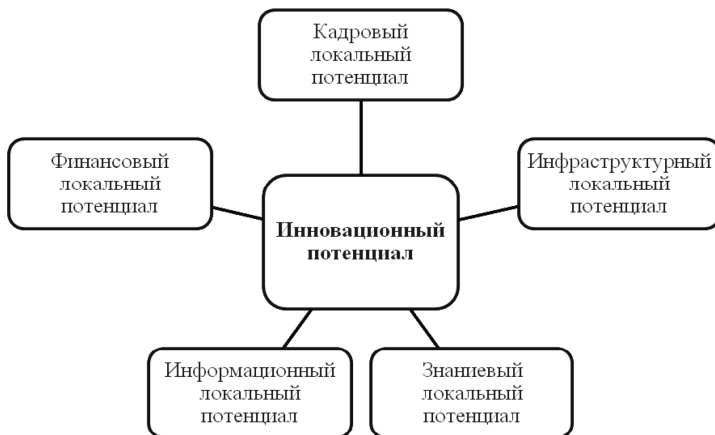 Кадровый
локальный
потенциал
Финансовый
локальный
потенциал
Инфраструктурный
локальный
потенциал
Инновационный
потенциал
Информационный
локальный
потенциал
Знаниевый
локальный
потенциал